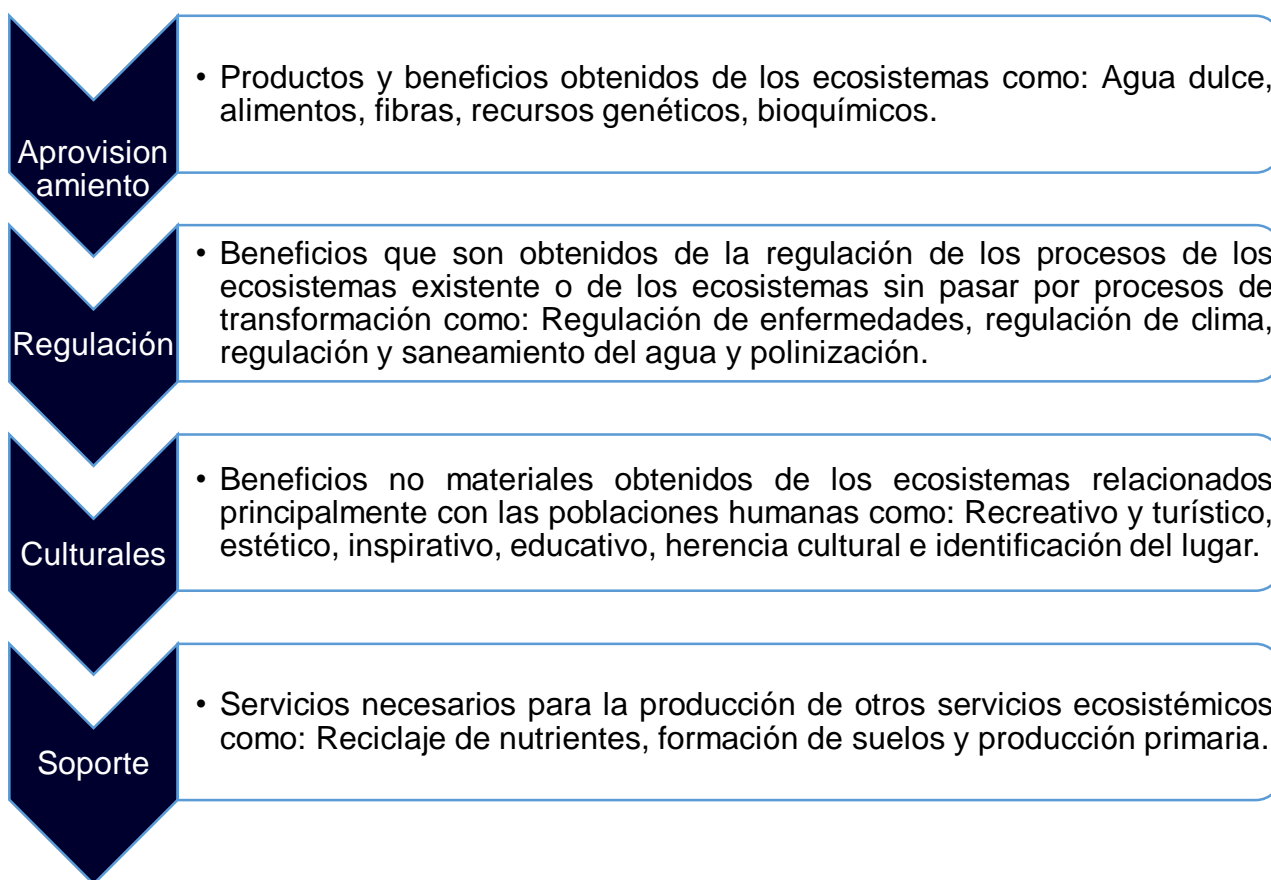 Aprovision
amiento
• Productos y beneficios obtenidos de los ecosistemas como: Agua dulce,
alimentos, fibras, recursos genéticos, bioquímicos.
Regulación
• Beneficios que son obtenidos de la regulación de los procesos de los
ecosistemas existente o de los ecosistemas sin pasar por procesos de
transformación como: Regulación de enfermedades, regulación de clima,
regulación y saneamiento del agua y polinización.
Culturales
• Beneficios no materiales obtenidos de los ecosistemas relacionados
principalmente con las poblaciones humanas como: Recreativo y turístico,
estético, inspirativo, educativo, herencia cultural e identificación del lugar.
Soporte
• Servicios necesarios para la producción de otros servicios ecosistémicos
como: Reciclaje de nutrientes, formación de suelos y producción primaria.